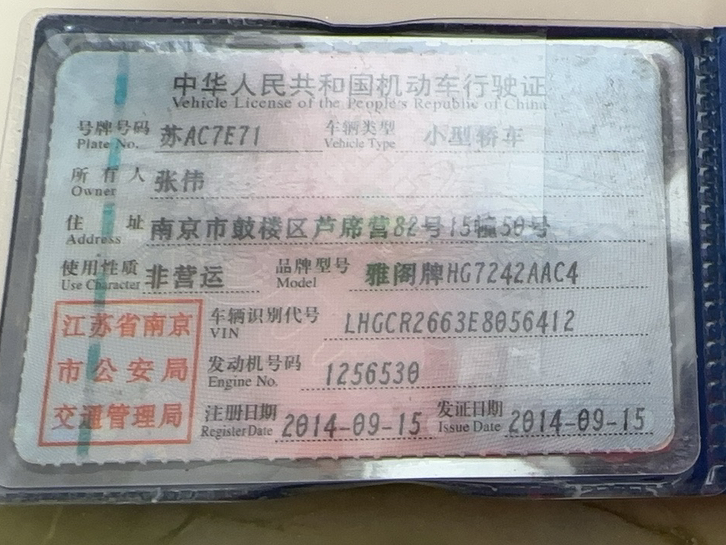 中华人民共和国机动车行驶证
Vehicle License of the People's Republic of China
号牌号码 苏AC7E71 车辆类型 小型轿车
Plate No. Vehicle Type
所有人 张伟
Owner
住址 南京市鼓楼区芦席营82号15幢50号
Address
使用性质 非营运 品牌型号 雅阁牌HG7242AAC4
Use Character Model
江苏省南京
市公安局
交通管理局
车辆识别代号 LHGCR2663E8056412
VIN
发动机号码 1256530
Engine No.
注册日期 2014-09-15 发证日期 2014-09-15
Register Date Issue Date